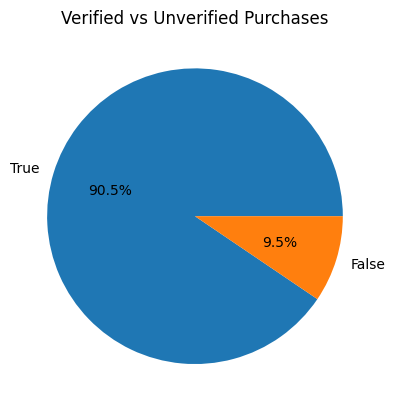 Verified vs Unverified Purchases
True
90.5%
9.5%
False